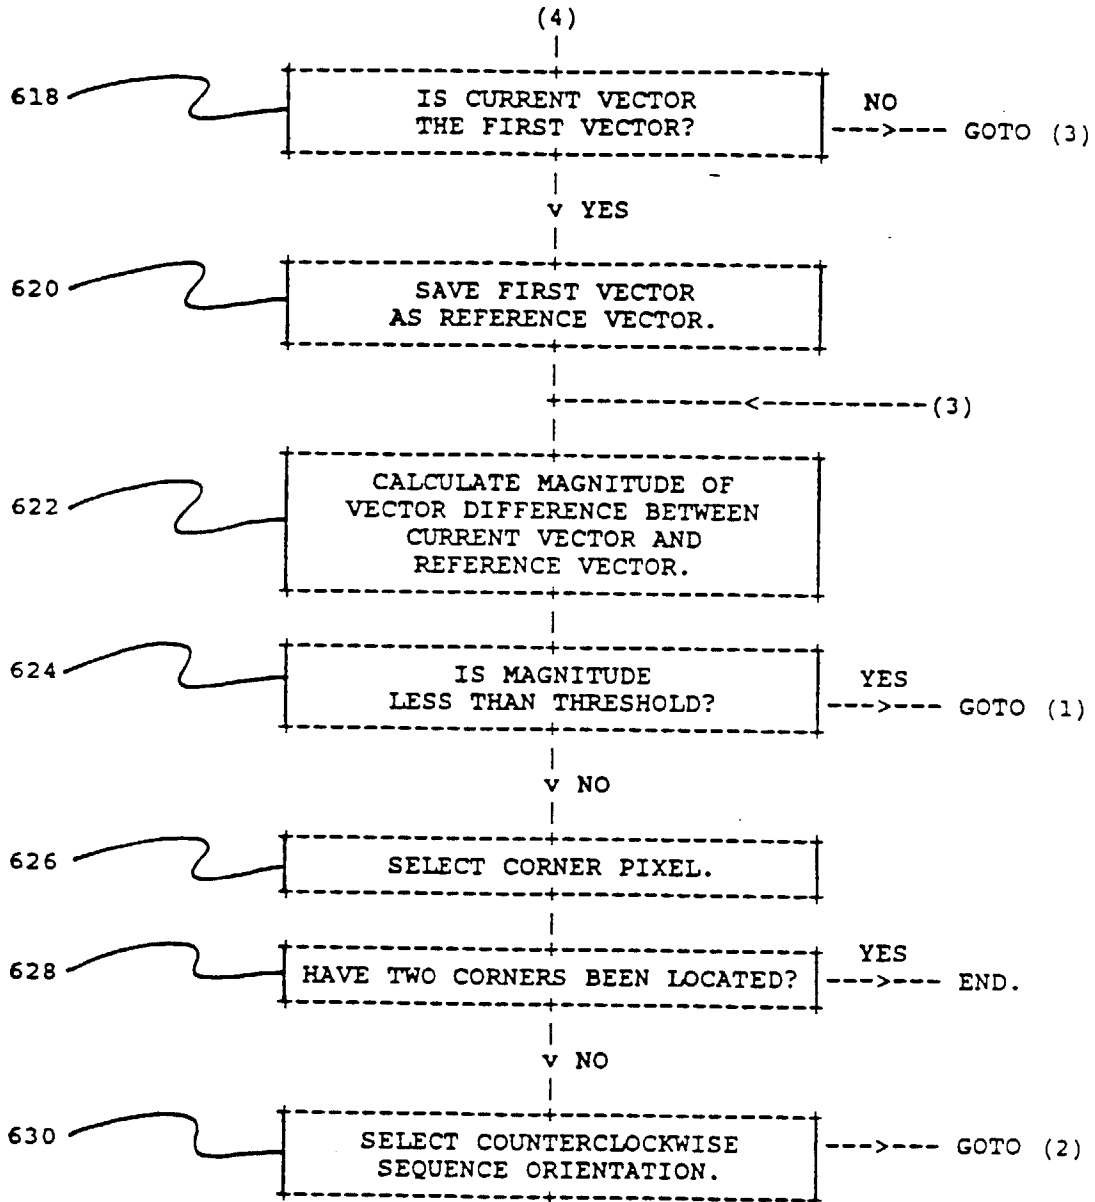 (4)
618
IS CURRENT VECTOR
THE FIRST VECTOR?
NO
--->--- GOTO (3)
v YES
620
SAVE FIRST VECTOR
AS REFERENCE VECTOR.
(3)
622
CALCULATE MAGNITUDE OF
VECTOR DIFFERENCE BETWEEN
CURRENT VECTOR AND
REFERENCE VECTOR.
624
IS MAGNITUDE
LESS THAN THRESHOLD?
YES
--->--- GOTO (1)
v NO
626
SELECT CORNER PIXEL.
628
HAVE TWO CORNERS BEEN LOCATED?
YES
--->--- END.
v NO
630
SELECT COUNTERCLOCKWISE
SEQUENCE ORIENTATION.
--->--- GOTO (2)